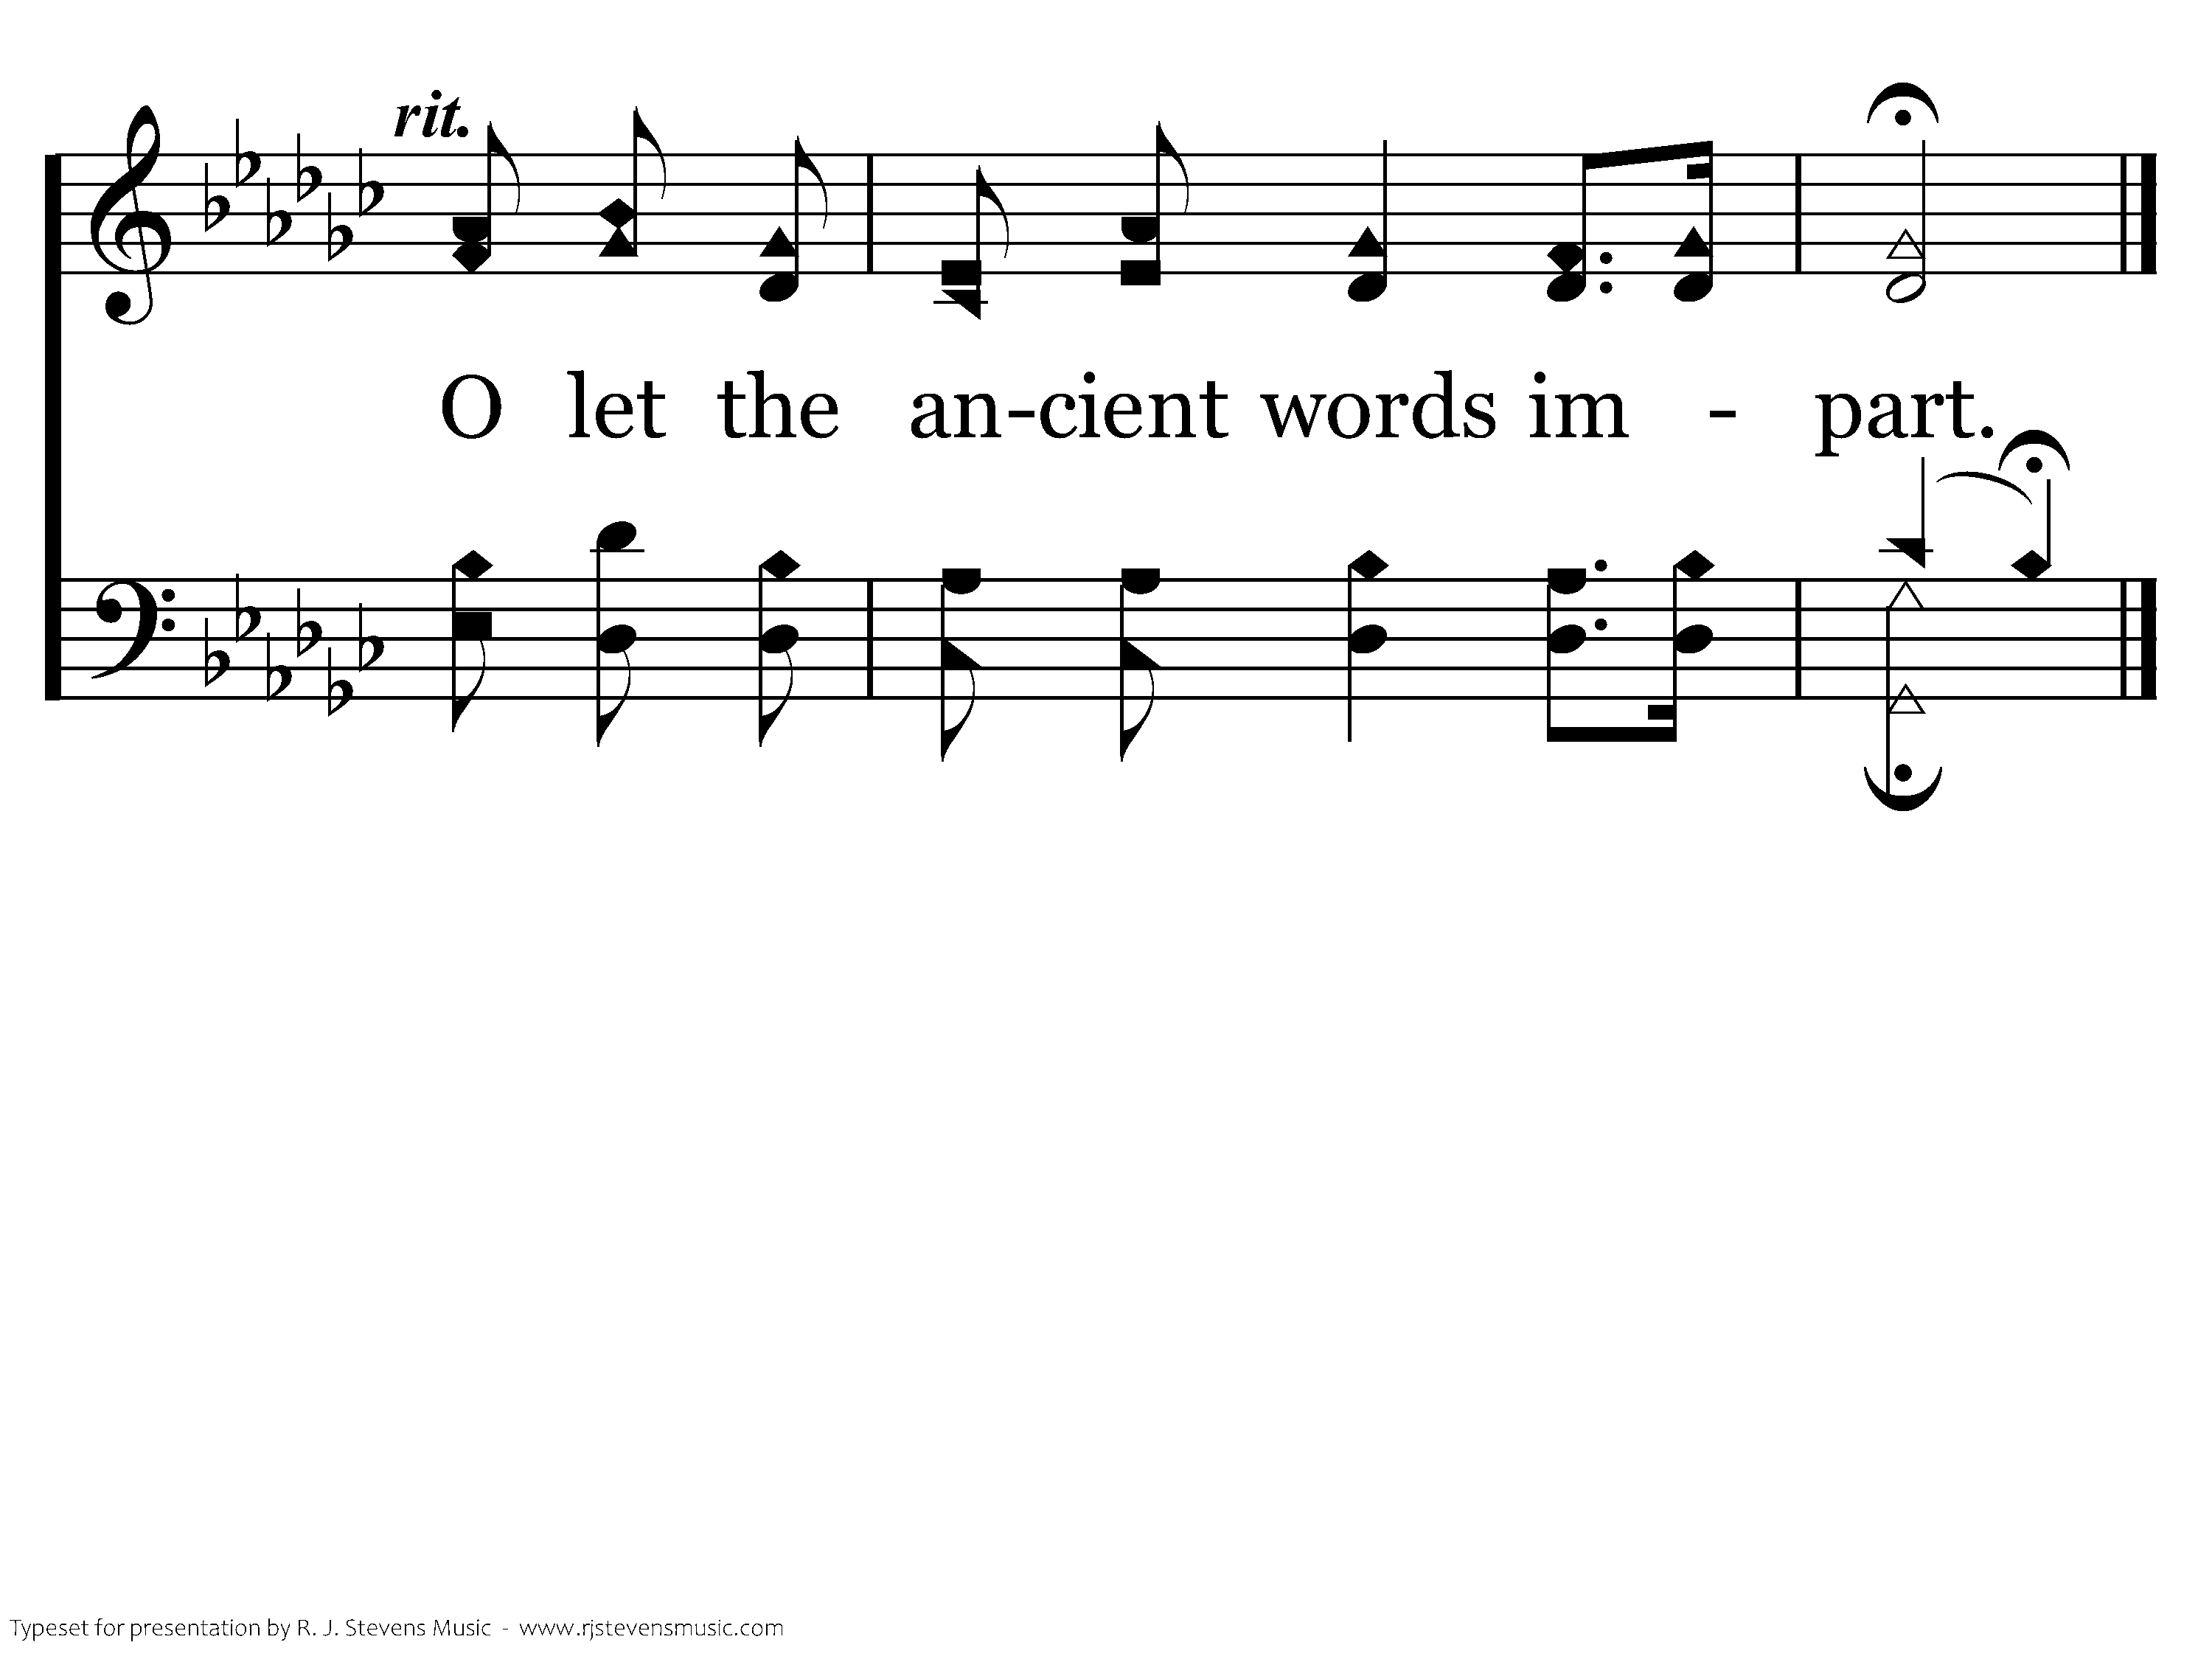 rit.
O let the an-cient words im - part.
Typeset for presentation by R. J. Stevens Music - www.rjstevensmusic.com